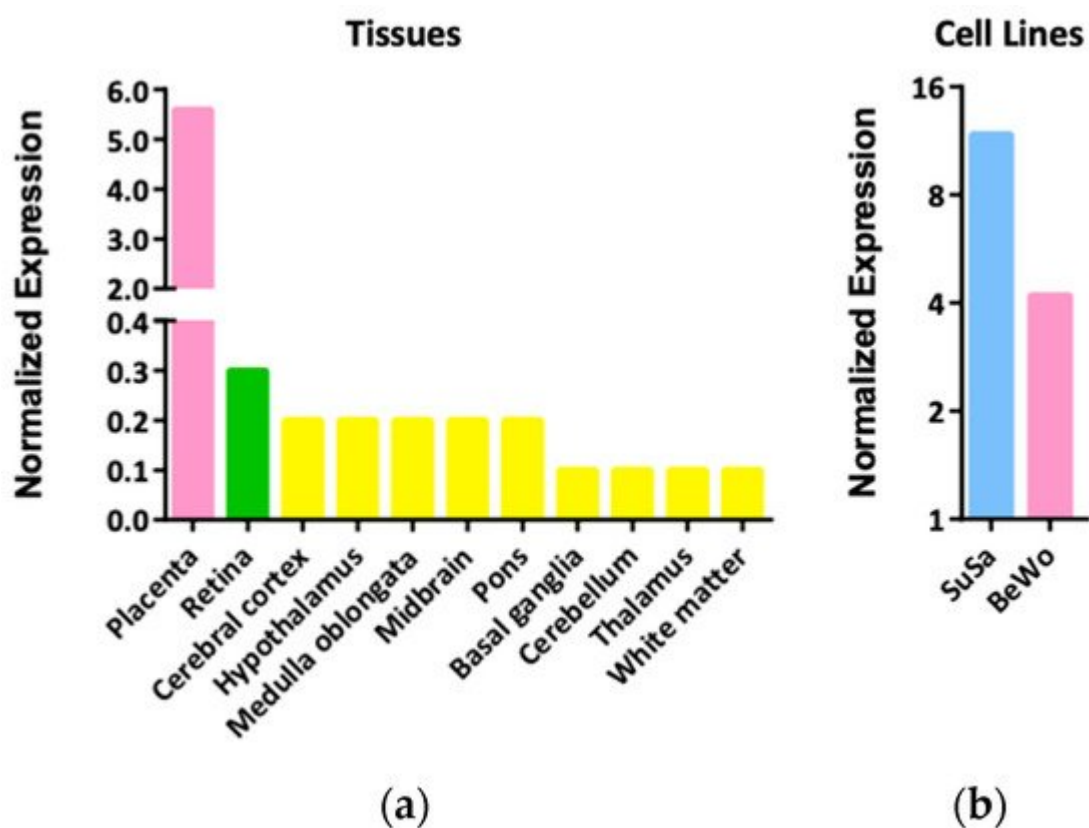 Tissues
Normalized Expression
6.0
5.0
4.0
3.0
2.0
0.4
0.3
0.2
0.1
0.0
Placenta
Retina
Cerebral cortex
Hypothalamus
Medulla oblongata
Midbrain
Pons
Basal ganglia
Cerebellum
Thalamus
White matter
(a)
Cell Lines
Normalized Expression
16
8
4
2
1
SuSa
BeWo
(b)